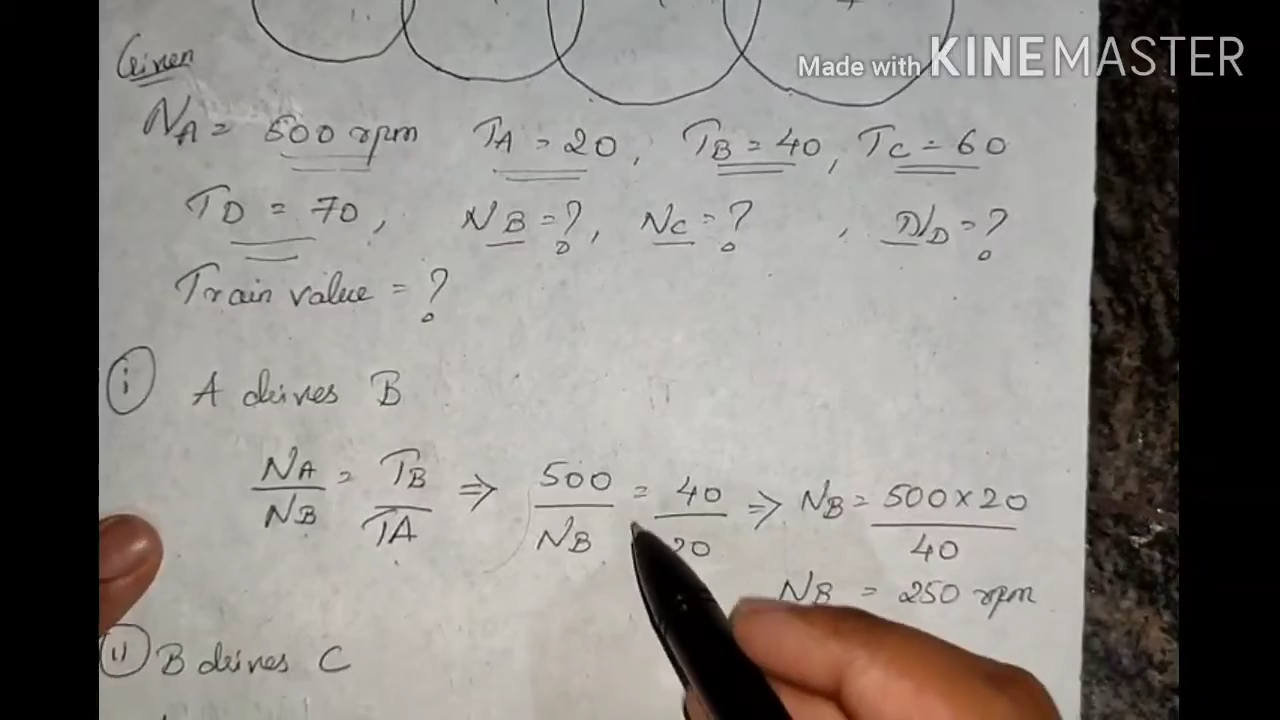 Made with KINEMASTER
Given
NA = 500 rpm TA = 20, TB = 40, TC = 60
TD = 70, NB = ?, NC = ?, ND = ?
Train value = ?
(i) A drives B
NA/NB = TB/TA ⇒ 500/NB = 40/20 ⇒ NB = 500×20/40
NB = 250 rpm
(ii) B drives C